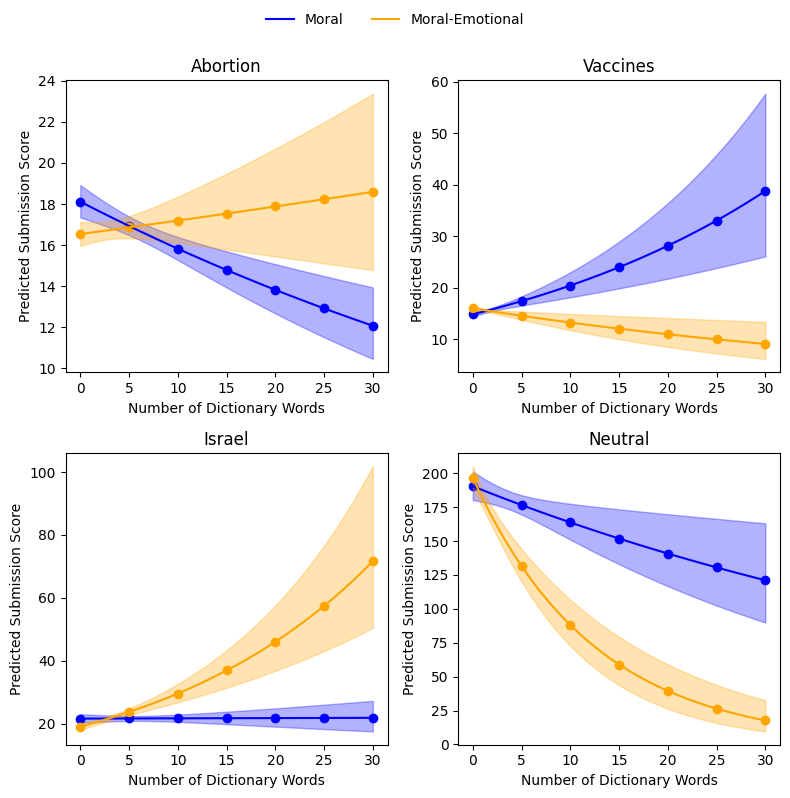 Moral Moral-Emotional
Abortion
24
22
20
18
16
14
12
10
0 5 10 15 20 25 30
Predicted Submission Score
Number of Dictionary Words
Vaccines
60
50
40
30
20
10
0 5 10 15 20 25 30
Predicted Submission Score
Number of Dictionary Words
Israel
100
80
60
40
20
0 5 10 15 20 25 30
Predicted Submission Score
Number of Dictionary Words
Neutral
200
175
150
125
100
75
50
25
0
0 5 10 15 20 25 30
Predicted Submission Score
Number of Dictionary Words